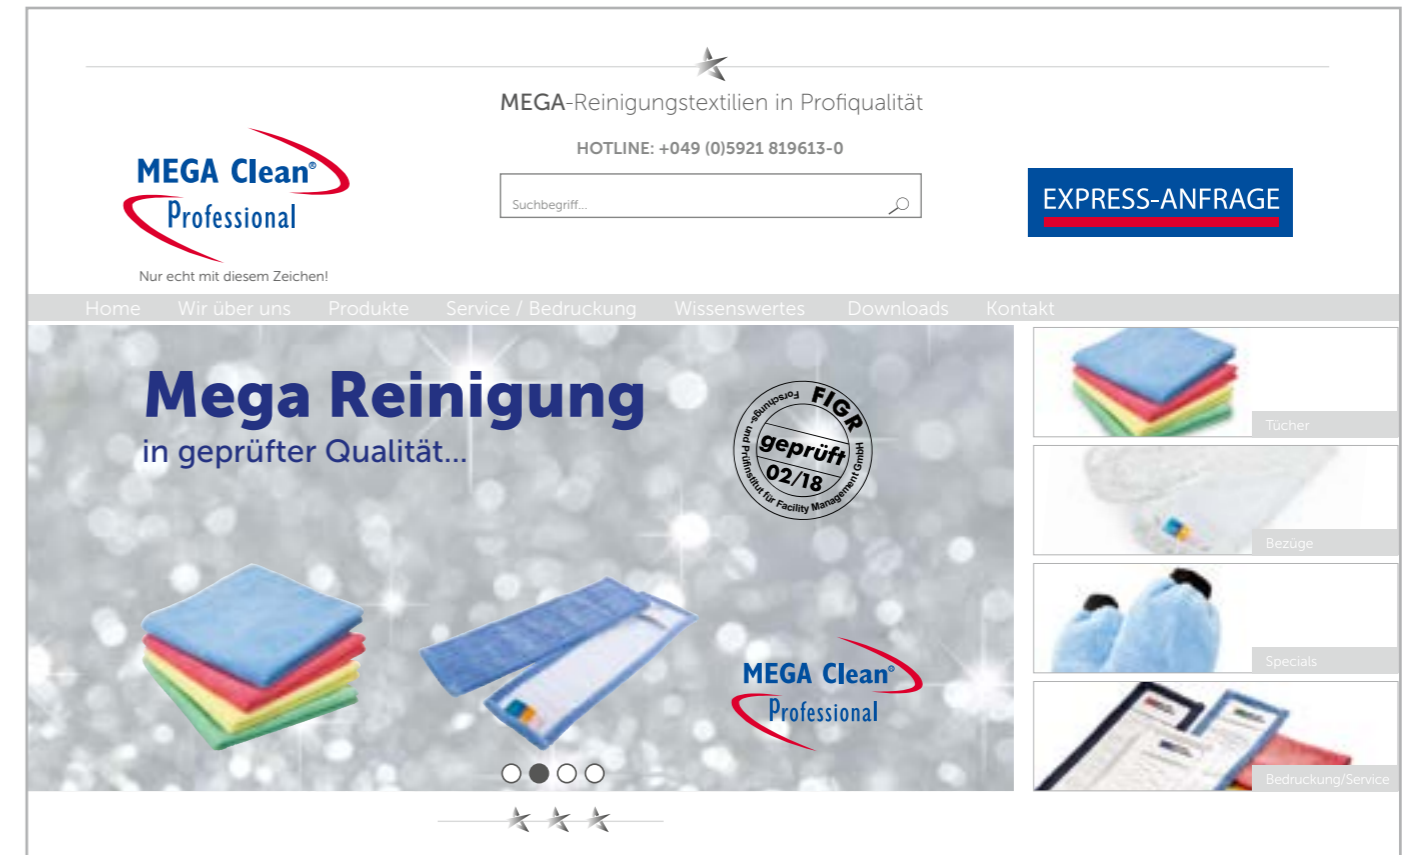 MEGA-Reinigungstextilien in Profiqualität
HOTLINE: +049 (0)5921 819613-0
MEGA Clean®
Professional
Nur echt mit diesem Zeichen!
Suchbegriff...
EXPRESS-ANFRAGE
Home Wir über uns Produkte Service / Bedruckung Wissenswertes Downloads Kontakt
Mega Reinigung
in geprüfter Qualität...
FIGR
Forschungs- und Prüfinstitut für Facility Management GmbH
geprüft
02/18
MEGA Clean®
Professional
Tücher
Bezüge
Specials
Bedruckung/Service